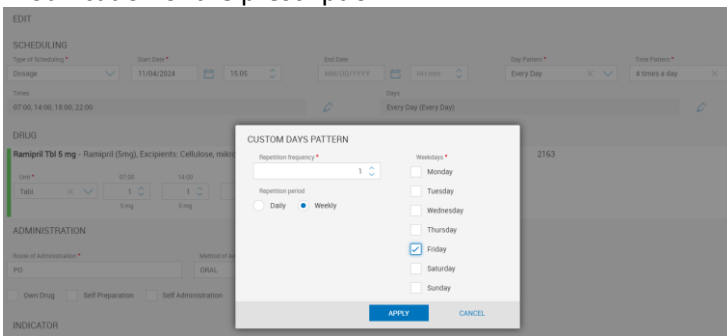 EDIT
SCHEDULING
Type of Scheduling * Start Date * End Date Day Pattern * Time Pattern *
Dosage 11/04/2024 15:05 MM/DD/YYYY HH:mm Every Day 4 times a day
Times Days
07:00, 14:00, 18:00, 22:00 Every Day (Every Day)
DRUG
Ramipril Tbl 5 mg - Ramipril (5mg), Excipients: Cellulose, 2163
Unit * 07:00 14:00
Tabl 1 1
5 mg 5 mg
ADMINISTRATION
Route of Administration * Method of
PO ORAL
Own Drug Self Preparation Self Administration
INDICATOR
CUSTOM DAYS PATTERN
Repetition frequency *
1
Repetition period
Daily Weekly
Weekdays *
Monday
Tuesday
Wednesday
Thursday
Friday
Saturday
Sunday
APPLY CANCEL